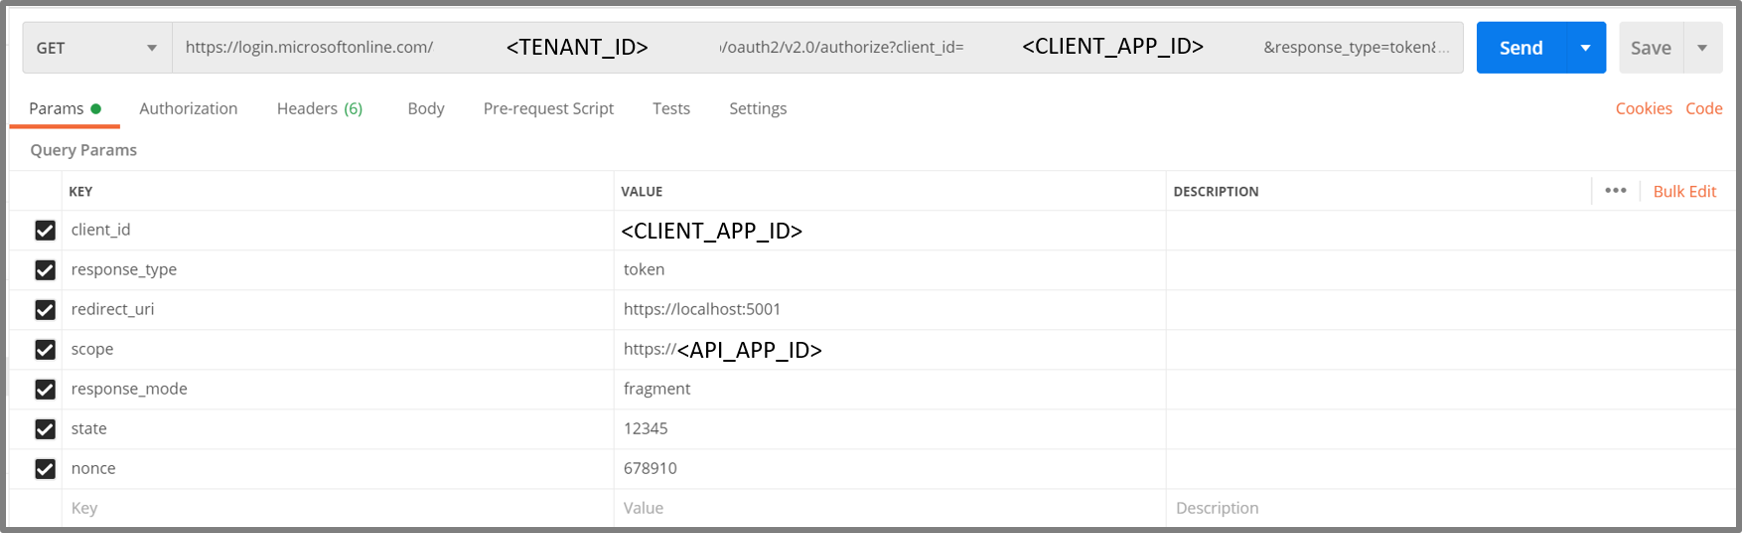 GET https://login.microsoftonline.com/ <TENANT_ID> /oauth2/v2.0/authorize?client_id= <CLIENT_APP_ID> &response_type=token&... Send Save
Params Authorization Headers (6) Body Pre-request Script Tests Settings Cookies Code
Query Params
KEY VALUE DESCRIPTION ••• Bulk Edit
client_id <CLIENT_APP_ID>
response_type token
redirect_uri https://localhost:5001
scope https://<API_APP_ID>
response_mode fragment
state 12345
nonce 678910
Key Value Description